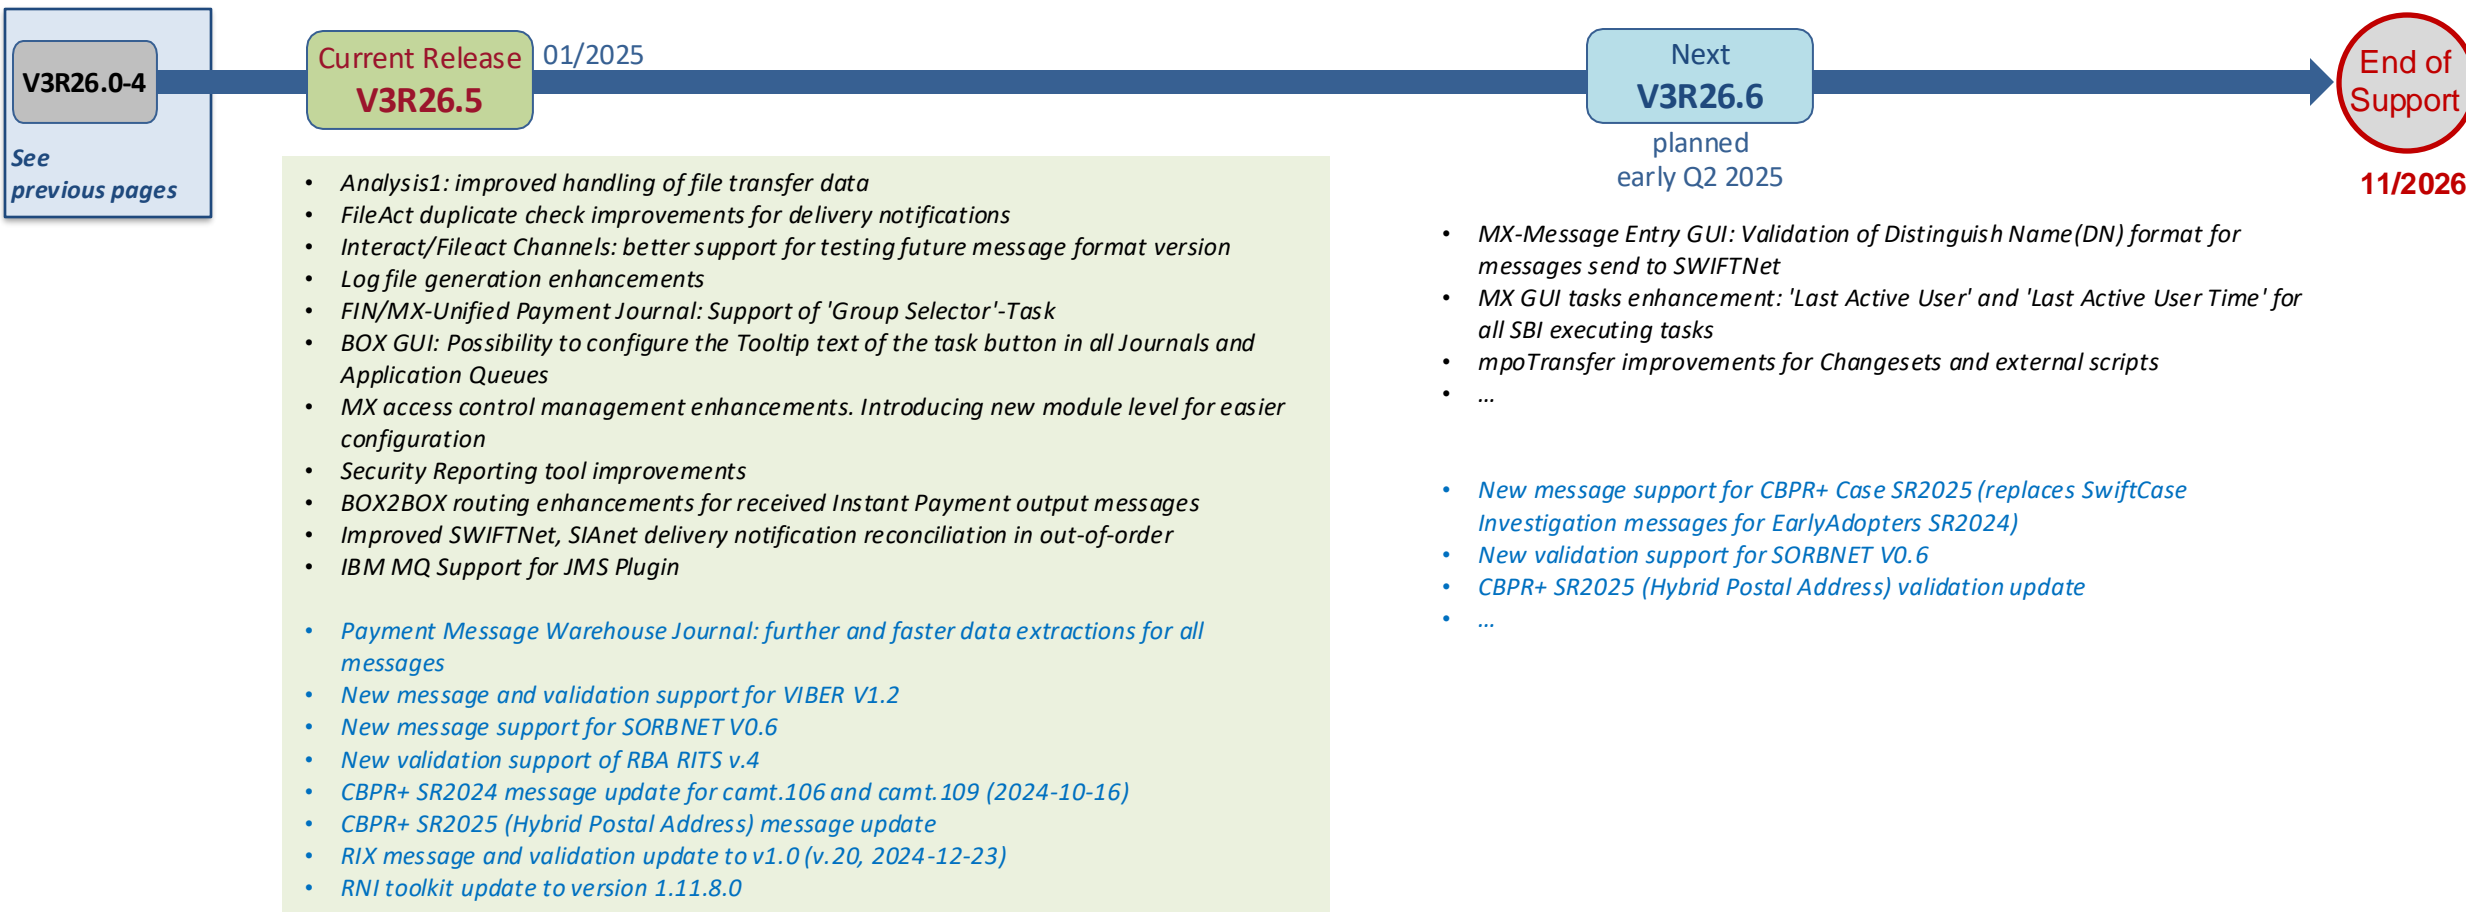 V3R26.0-4
See
previous pages
Current Release
V3R26.5
01/2025
• Analysis1: improved handling of file transfer data
• FileAct duplicate check improvements for delivery notifications
• Interact/Fileact Channels: better support for testing future message format version
• Log file generation enhancements
• FIN/MX-Unified Payment Journal: Support of 'Group Selector'-Task
• BOX GUI: Possibility to configure the Tooltip text of the task button in all Journals and
Application Queues
• MX access control management enhancements. Introducing new module level for easier
configuration
• Security Reporting tool improvements
• BOX2BOX routing enhancements for received Instant Payment output messages
• Improved SWIFTNet, SIAnet delivery notification reconciliation in out-of-order
• IBM MQ Support for JMS Plugin
• Payment Message Warehouse Journal: further and faster data extractions for all
messages
• New message and validation support for VIBER V1.2
• New message support for SORBNET V0.6
• New validation support of RBA RITS v.4
• CBPR+ SR2024 message update for camt.106 and camt.109 (2024-10-16)
• CBPR+ SR2025 (Hybrid Postal Address) message update
• RIX message and validation update to v1.0 (v.20, 2024-12-23)
• RNI toolkit update to version 1.11.8.0
Next
V3R26.6
planned
early Q2 2025
• MX-Message Entry GUI: Validation of Distinguish Name(DN) format for
messages send to SWIFTNet
• MX GUI tasks enhancement: 'Last Active User' and 'Last Active User Time' for
all SBI executing tasks
• mpoTransfer improvements for Changesets and external scripts
• ...
• New message support for CBPR+ Case SR2025 (replaces SwiftCase
Investigation messages for EarlyAdopters SR2024)
• New validation support for SORBNET V0.6
• CBPR+ SR2025 (Hybrid Postal Address) validation update
• ...
End of
Support
11/2026